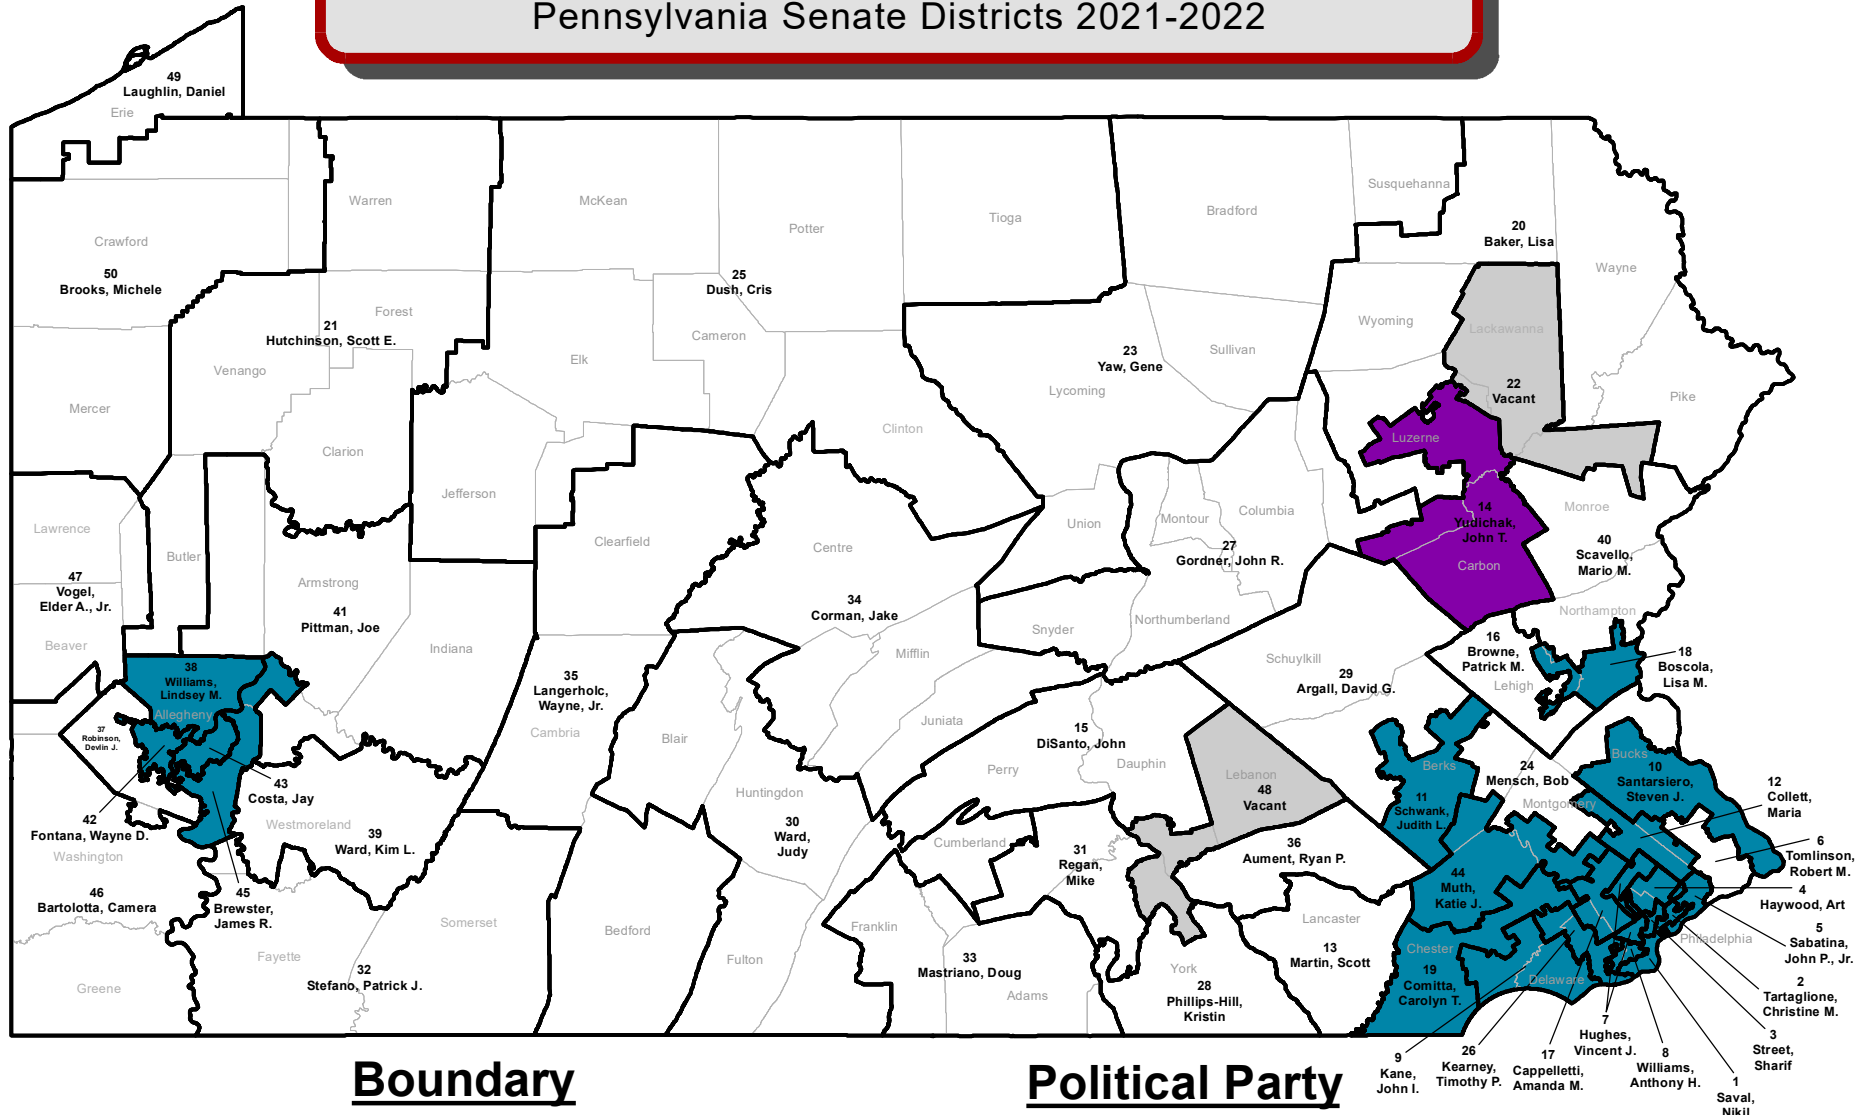 Pennsylvania Senate Districts 2021-2022
49
Laughlin, Daniel
Erie
Crawford
50
Brooks, Michele
Mercer
Warren
Forest
21
Hutchinson, Scott E.
Venango
Clarion
McKean
Potter
25
Dush, Cris
Cameron
Elk
Jefferson
Clinton
Tioga
Bradford
Susquehanna
20
Baker, Lisa
Wayne
Wyoming
Lackawanna
22
Vacant
Pike
Sullivan
23
Yaw, Gene
Lycoming
Luzerne
14
Yudichak,
John T.
Carbon
Monroe
40
Scavello,
Mario M.
Northampton
Lawrence
47
Vogel,
Elder A., Jr.
Beaver
Butler
Armstrong
41
Pittman, Joe
Indiana
Clearfield
Centre
34
Corman, Jake
Mifflin
Juniata
Union
Snyder
Montour
Columbia
27
Gordner, John R.
Northumberland
Schuylkill
29
Argall, David G.
16
Browne,
Patrick M.
Lehigh
18
Boscola,
Lisa M.
38
Williams,
Lindsey M.
Allegheny
37
Robinson,
Devlin J.
43
Costa, Jay
42
Fontana, Wayne D.
Washington
46
Bartolotta, Camera
Greene
45
Brewster,
James R.
Westmoreland
39
Ward, Kim L.
Fayette
32
Stefano, Patrick J.
Somerset
35
Langerholc,
Wayne, Jr.
Cambria
Blair
Bedford
Huntingdon
30
Ward,
Judy
Fulton
Franklin
33
Mastriano, Doug
Adams
Perry
15
DiSanto, John
Dauphin
Cumberland
31
Regan,
Mike
York
28
Phillips-Hill,
Kristin
Lebanon
48
Vacant
36
Aument, Ryan P.
Lancaster
13
Martin, Scott
Berks
11
Schwank,
Judith L.
24
Mensch, Bob
Montgomery
Bucks
10
Santarsiero,
Steven J.
12
Collett,
Maria
6
Tomlinson,
Robert M.
4
Haywood, Art
5
Sabatina,
John P., Jr.
Philadelphia
2
Tartaglione,
Christine M.
3
Street,
Sharif
1
Saval,
Nikil
8
Williams,
Anthony H.
7
Hughes,
Vincent J.
17
Cappelletti,
Amanda M.
26
Kearney,
Timothy P.
9
Kane,
John I.
44
Muth,
Katie J.
Chester
19
Comitta,
Carolyn T.
Delaware
Boundary
Political Party